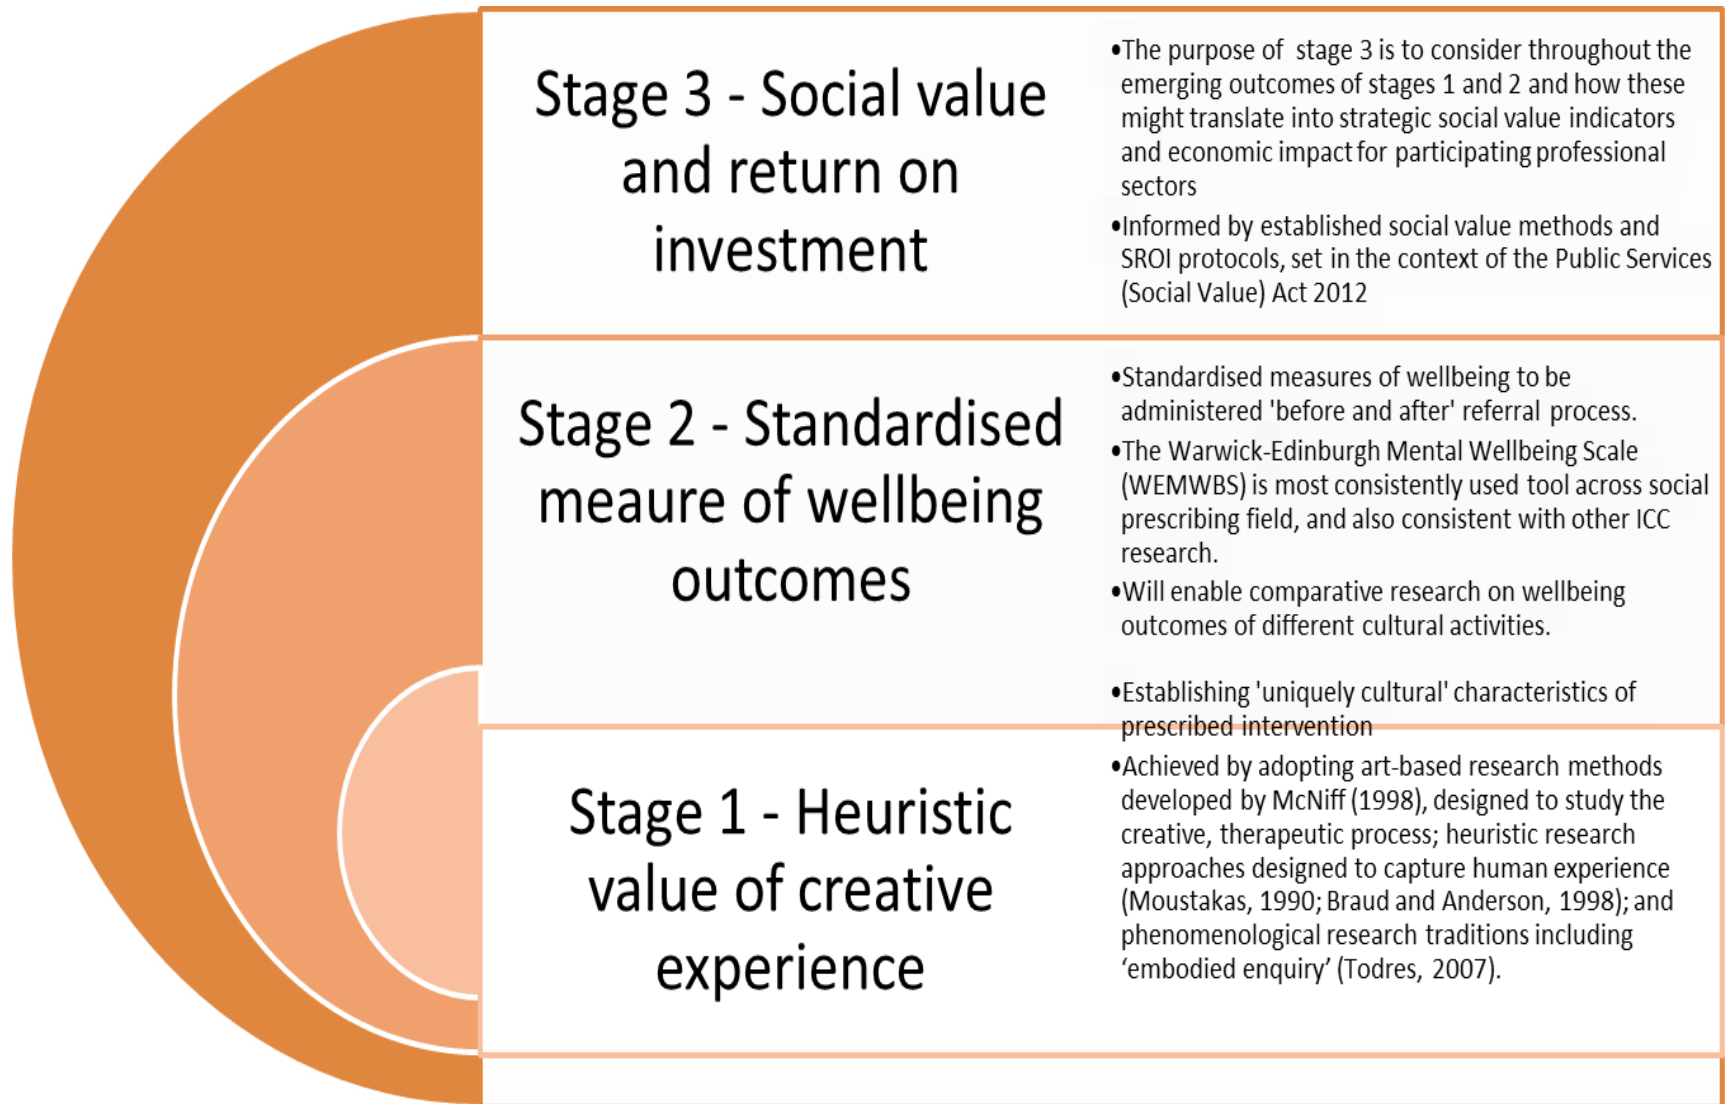 Stage 3 - Social value
and return on
investment
•The purpose of  stage 3 is to consider throughout the
emerging outcomes of stages 1 and 2 and how these
might translate into strategic social value indicators
and economic impact for participating professional
sectors
•Informed by established social value methods and
SROI protocols, set in the context of the Public Services
(Social Value) Act 2012
Stage 2 - Standardised
meaure of wellbeing
outcomes
•Standardised measures of wellbeing to be
administered 'before and after' referral process.
•The Warwick-Edinburgh Mental Wellbeing Scale
(WEMWBS) is most consistently used tool across social
prescribing field, and also consistent with other ICC
research.
•Will enable comparative research on wellbeing
outcomes of different cultural activities.
Stage 1 - Heuristic
value of creative
experience
•Establishing 'uniquely cultural' characteristics of
prescribed intervention
•Achieved by adopting art-based research methods
developed by McNiff (1998), designed to study the
creative, therapeutic process; heuristic research
approaches designed to capture human experience
(Moustakas, 1990; Braud and Anderson, 1998); and
phenomenological research traditions including
‘embodied enquiry’ (Todres, 2007).